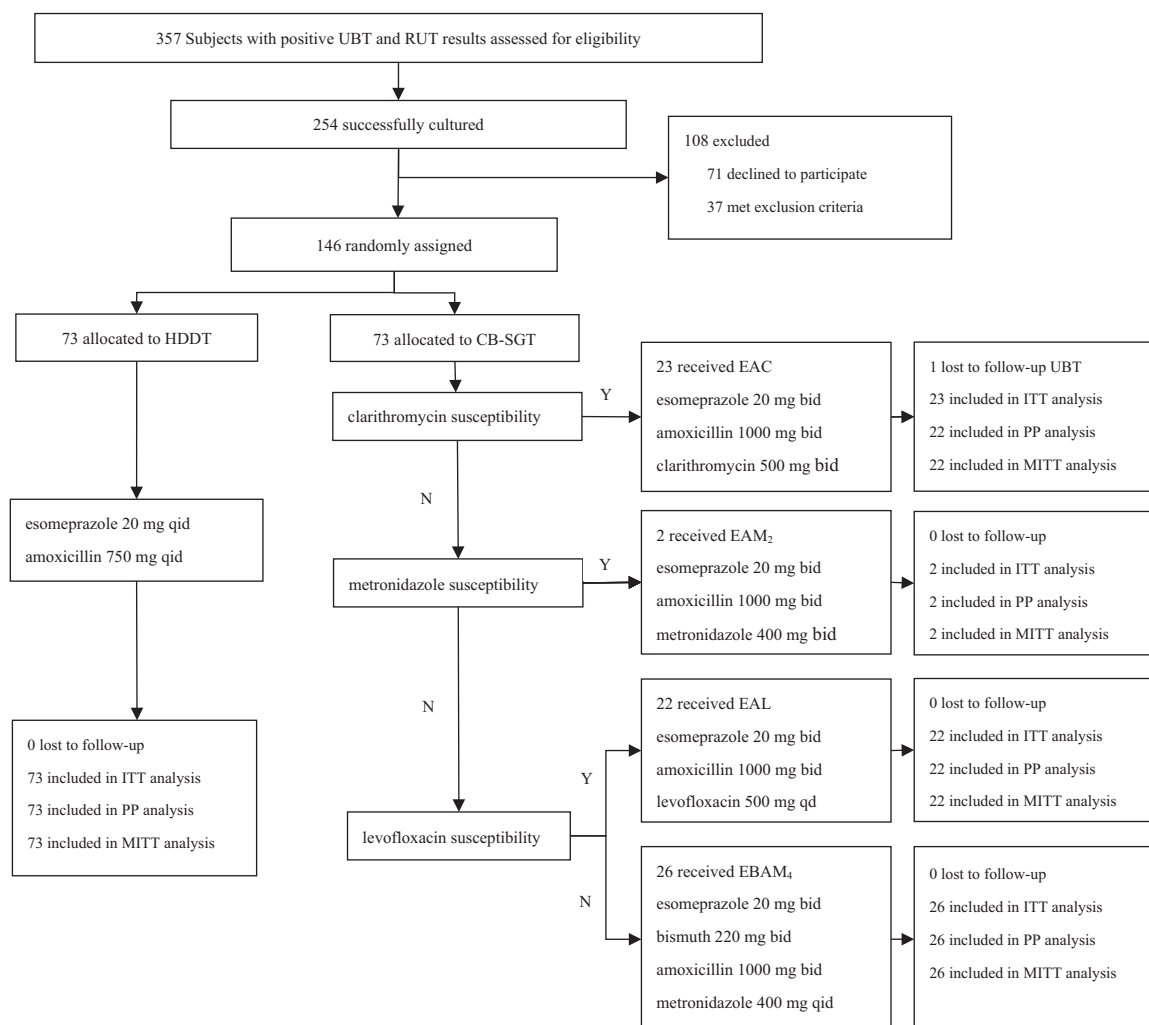 357 Subjects with positive UBT and RUT results assessed for eligibility
254 successfully cultured
108 excluded
71 declined to participate
37 met exclusion criteria
146 randomly assigned
73 allocated to HDDT
73 allocated to CB-SGT
esomeprazole 20 mg qid
amoxicillin 750 mg qid
0 lost to follow-up
73 included in ITT analysis
73 included in PP analysis
73 included in MITT analysis
clarithromycin susceptibility
Y
23 received EAC
esomeprazole 20 mg bid
amoxicillin 1000 mg bid
clarithromycin 500 mg bid
1 lost to follow-up UBT
23 included in ITT analysis
22 included in PP analysis
22 included in MITT analysis
N
metronidazole susceptibility
Y
2 received EAM₂
esomeprazole 20 mg bid
amoxicillin 1000 mg bid
metronidazole 400 mg bid
0 lost to follow-up
2 included in ITT analysis
2 included in PP analysis
2 included in MITT analysis
N
levofloxacin susceptibility
Y
22 received EAL
esomeprazole 20 mg bid
amoxicillin 1000 mg bid
levofloxacin 500 mg qd
0 lost to follow-up
22 included in ITT analysis
22 included in PP analysis
22 included in MITT analysis
N
26 received EBAM₄
esomeprazole 20 mg bid
bismuth 220 mg bid
amoxicillin 1000 mg bid
metronidazole 400 mg qid
0 lost to follow-up
26 included in ITT analysis
26 included in PP analysis
26 included in MITT analysis